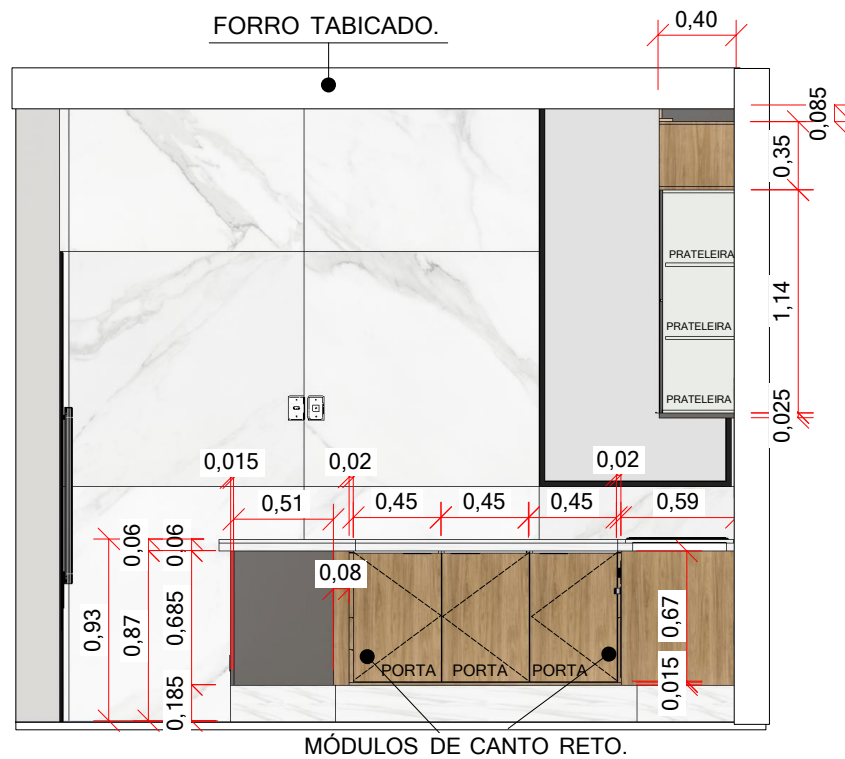 0,40
FORRO TABICADO.
0,085
0,35
PRATELEIRA
1,14
PRATELEIRA
PRATELEIRA
0,025
0,015
0,02
0,02
0,51
0,45
0,45
0,45
0,59
0,06
0,06
0,08
0,93
0,87
0,685
0,67
PORTA
PORTA
PORTA
0,015
0,185
MÓDULOS DE CANTO RETO.